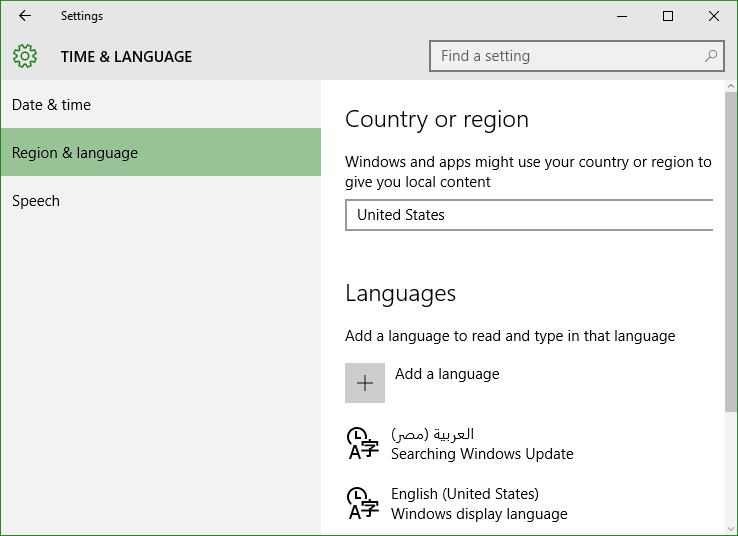 Settings
TIME & LANGUAGE
Find a setting
Date & time
Region & language
Speech
Country or region
Windows and apps might use your country or region to
give you local content
United States
Languages
Add a language to read and type in that language
Add a language
العربية (مصر)
Searching Windows Update
English (United States)
Windows display language